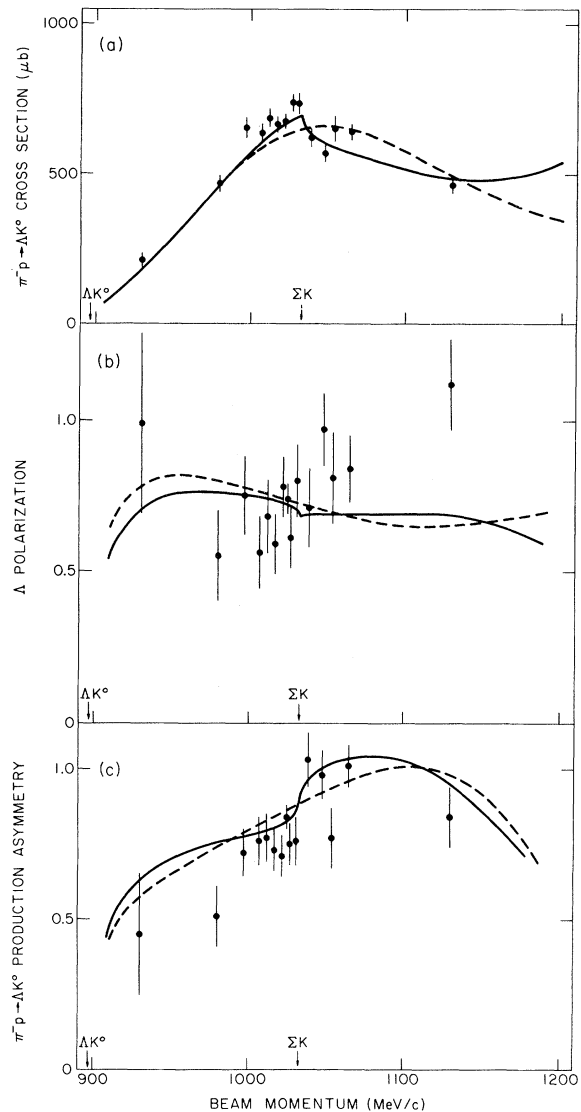 1000
(a)
π⁻p→ΛK° CROSS SECTION (μb)
500
ΛK°
ΣK
0
(b)
1.0
Λ POLARIZATION
0.5
ΛK°
ΣK
0
(c)
1.0
π⁻p→ΛK° PRODUCTION ASYMMETRY
0.5
ΛK°
ΣK
0
900
1000
1100
1200
BEAM MOMENTUM (MeV/c)